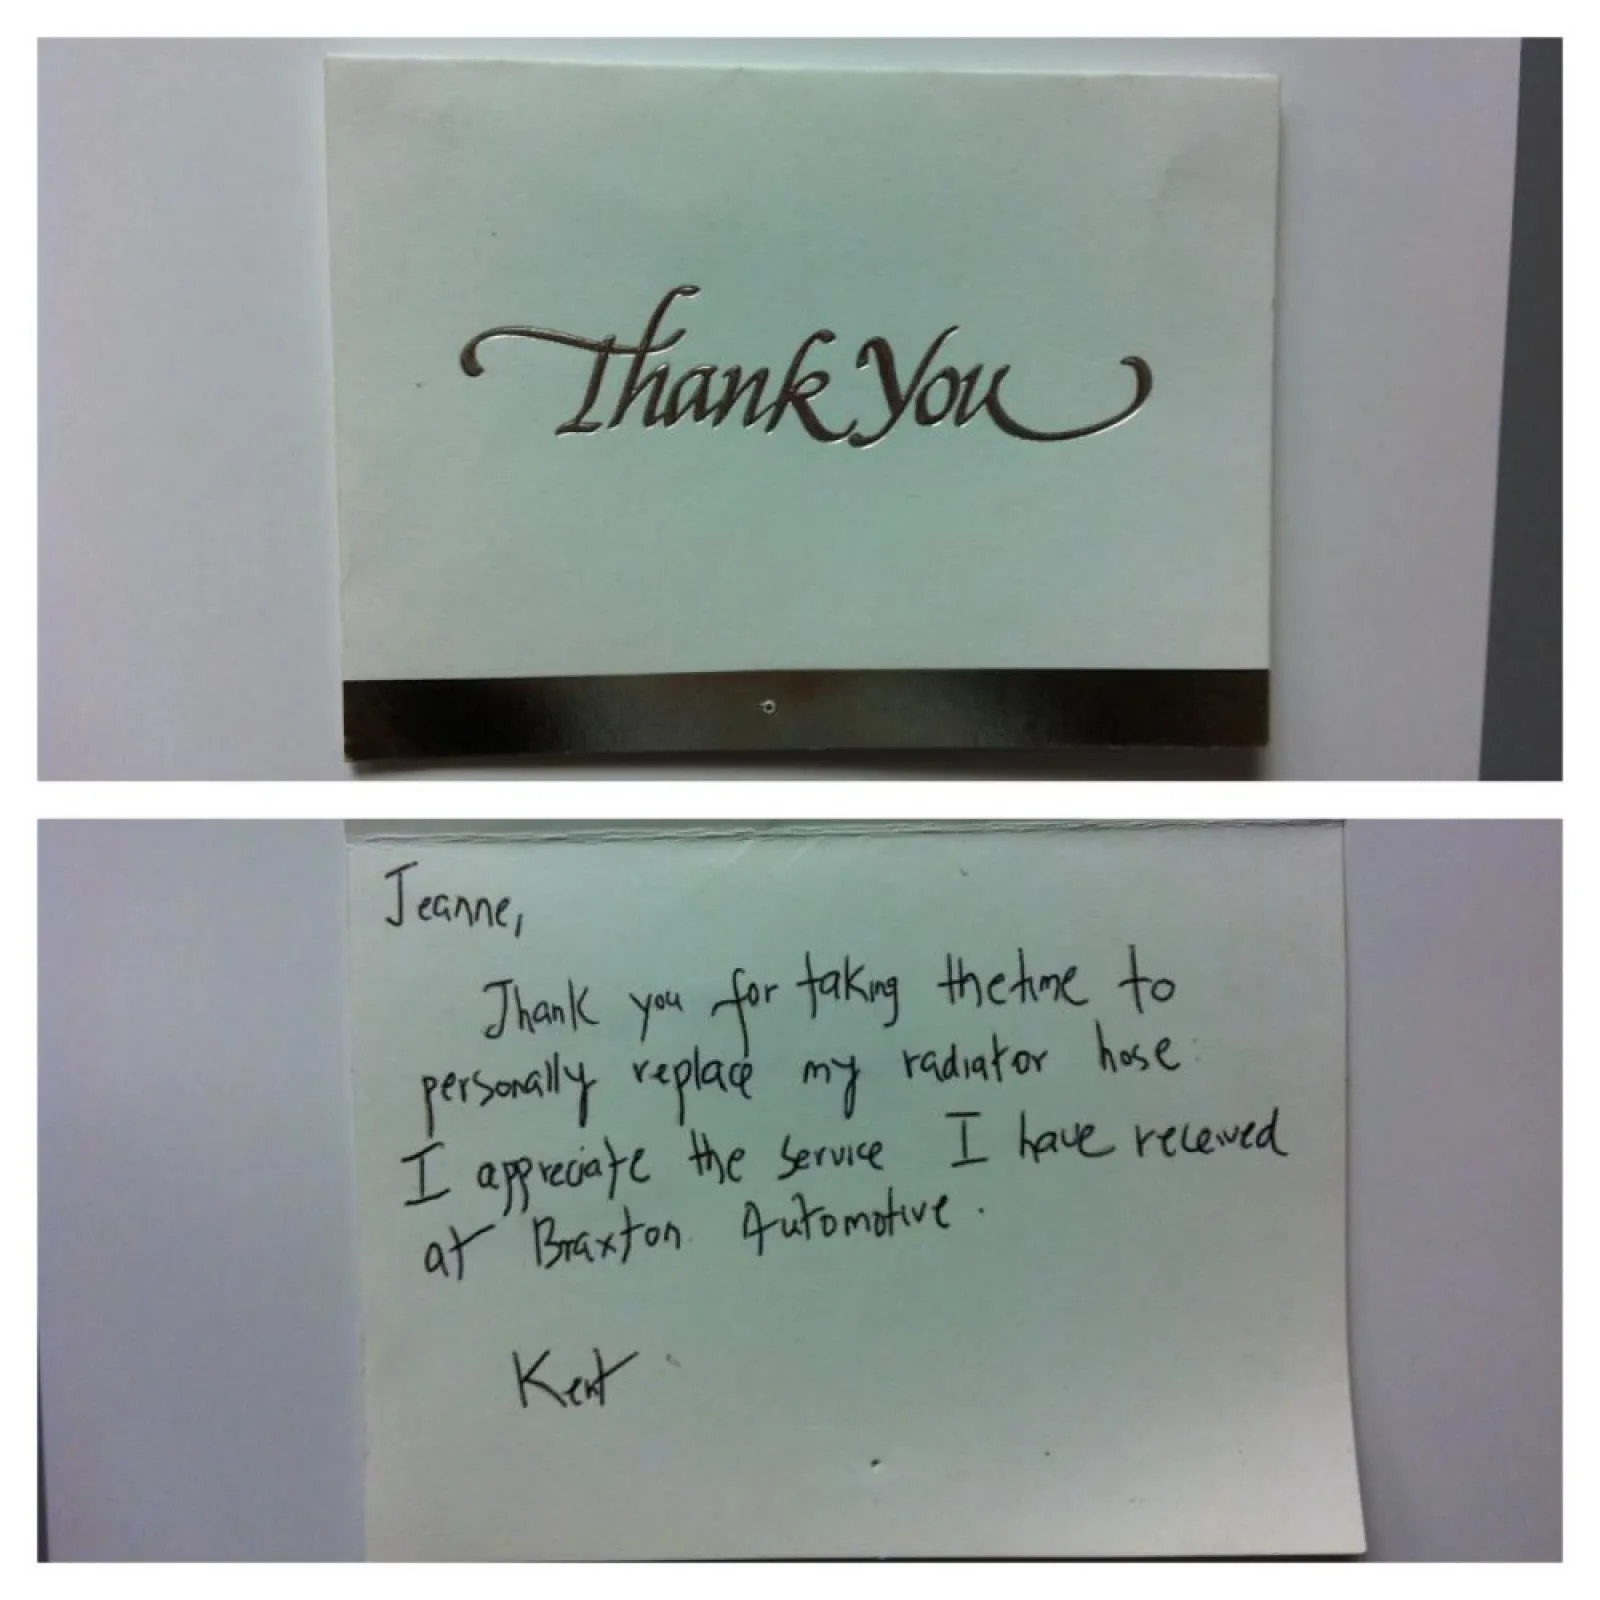 Thank You
Jeanne,
Thank you for taking the time to
personally replace my radiator hose.
I appreciate the service I have received
at Braxton Automotive.
Kent